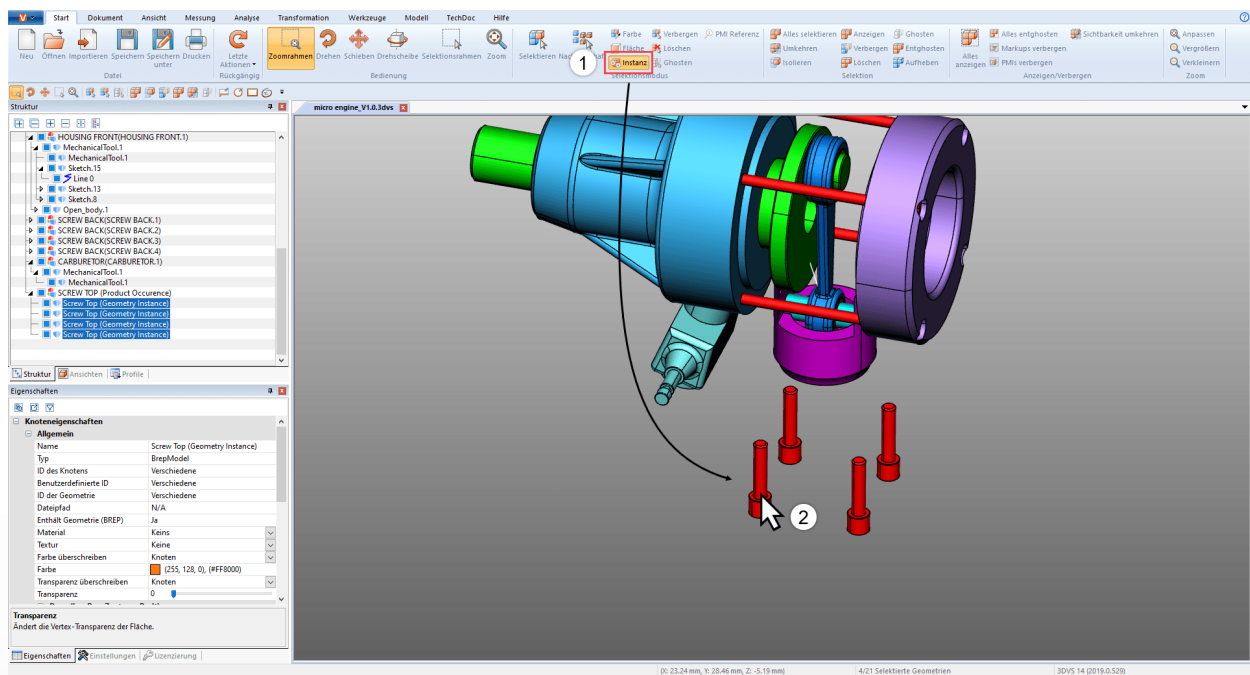 Start Dokument Ansicht Messung Analyse Transformation Werkzeuge Modell TechDoc Hilfe
Neu Öffnen Importieren Speichern Speichern unter Drucken
Datei
Letzte Aktionen
Rückgängig
Zoomrahmen Drehen Schieben Drehscheibe Selektionsrahmen Zoom
Bedienung
Selektieren
1
Farbe Verbergen PMI Referenz
Fläche Löschen
Instanz Ghosten
Selektionsmodus
Alles selektieren Anzeigen Ghosten
Umkehren Verbergen Entghosten
Isolieren Löschen Aufheben
Selektion
Alles anzeigen
Alles entghosten Sichtbarkeit umkehren
Markups verbergen
PMIs verbergen
Anzeigen/Verbergen
Anpassen
Vergrößern
Verkleinern
Zoom
Struktur
micro engine_V1.0.3dvs
HOUSING FRONT(HOUSING FRONT.1)
MechanicalTool.1
MechanicalTool.1
Sketch.15
Line 0
Sketch.13
Sketch.8
Open_body.1
SCREW BACK(SCREW BACK.1)
SCREW BACK(SCREW BACK.2)
SCREW BACK(SCREW BACK.3)
SCREW BACK(SCREW BACK.4)
CARBURETOR(CARBURETOR.1)
MechanicalTool.1
MechanicalTool.1
SCREW TOP (Product Occurence)
Screw Top (Geometry Instance)
Screw Top (Geometry Instance)
Screw Top (Geometry Instance)
Screw Top (Geometry Instance)
Struktur Ansichten Profile
Eigenschaften
Knoteneigenschaften
Allgemein
Name Screw Top (Geometry Instance)
Typ BrepModel
ID des Knotens Verschiedene
Benutzerdefinierte ID Verschiedene
ID der Geometrie Verschiedene
Dateipfad N/A
Enthält Geometrie (BREP) Ja
Material Keins
Textur Keine
Farbe überschreiben Knoten
Farbe (255, 128, 0), (#FF8000)
Transparenz überschreiben Knoten
Transparenz 0
Transparenz
Ändert die Vertex-Transparenz der Fläche.
Eigenschaften Einstellungen Lizenzierung
2
(X: 23.24 mm, Y: 28.46 mm, Z: -5.19 mm) 4/21 Selektierte Geometrien 3DVS 14 (2019.0.529)